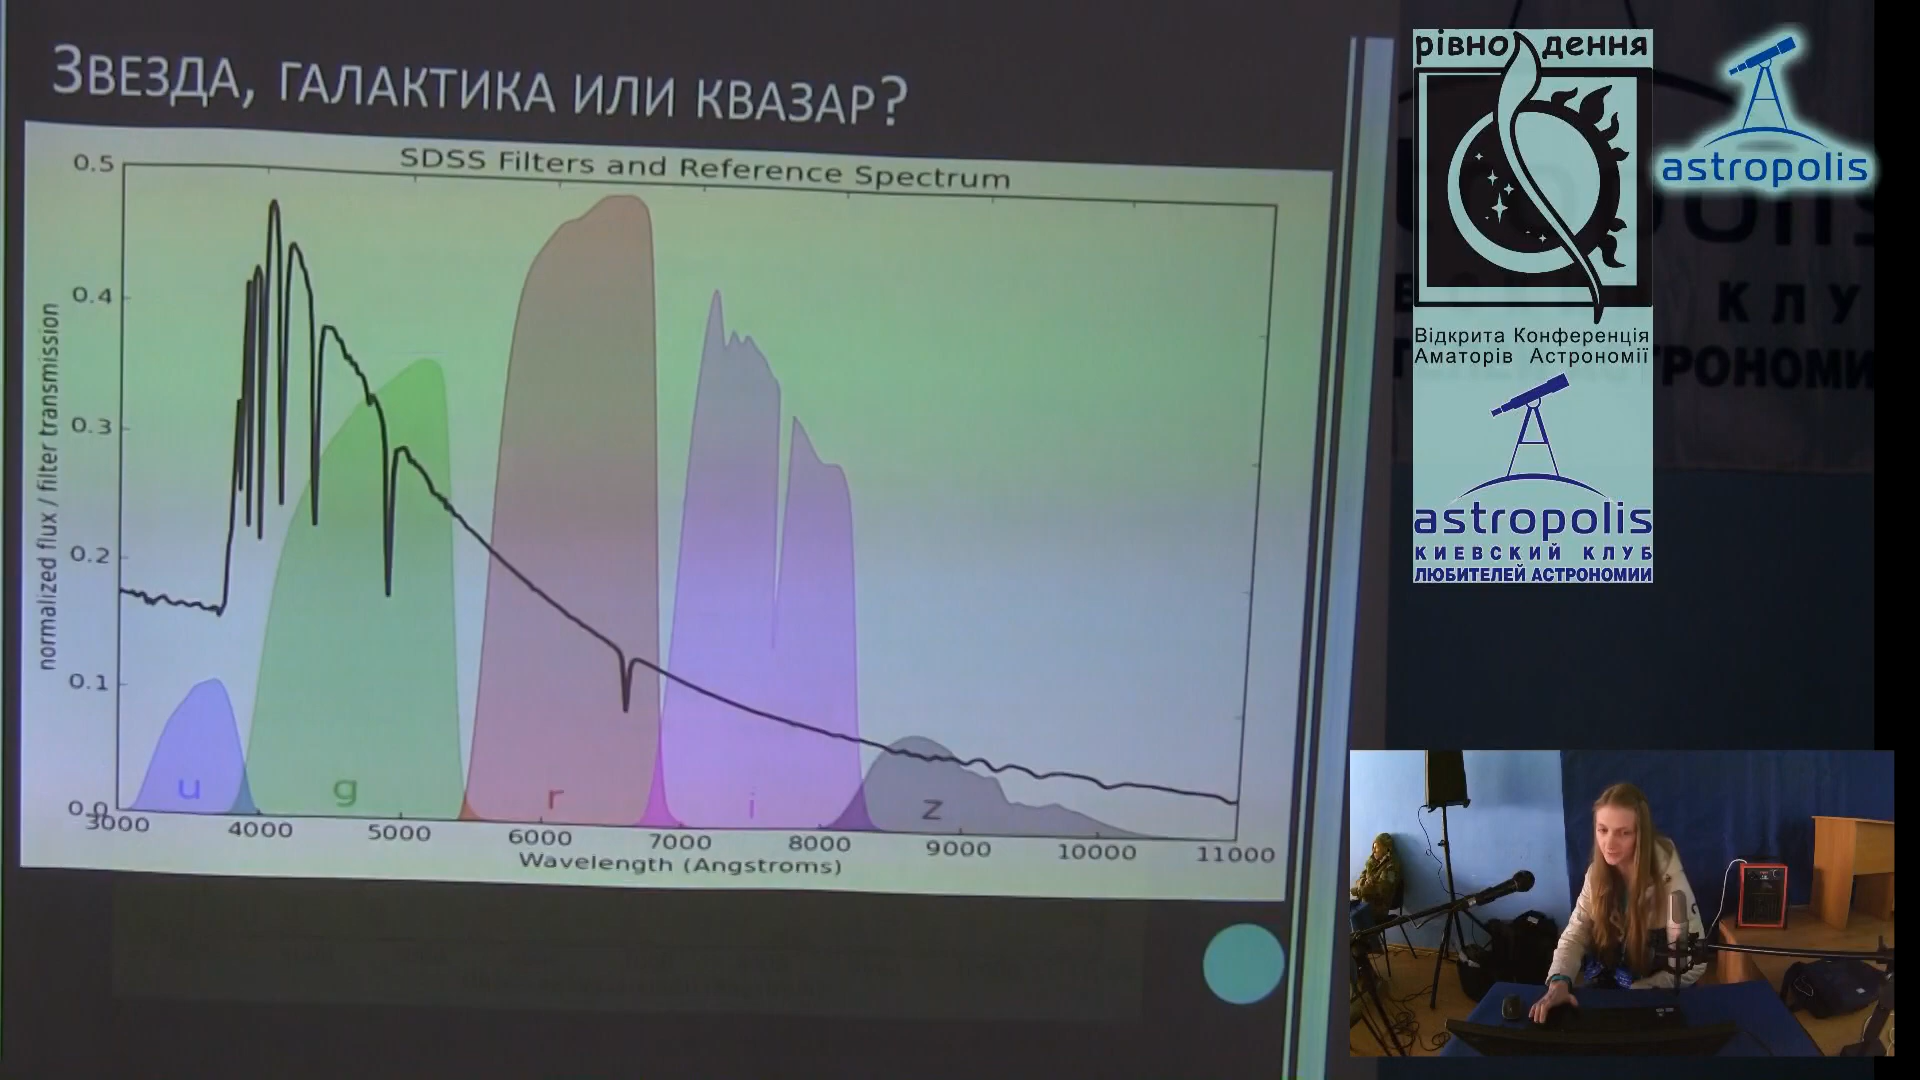 ЗВЕЗДА, ГАЛАКТИКА ИЛИ КВАЗАР?
SDSS Filters and Reference Spectrum
normalized flux / filter transmission
0.5
0.4
0.3
0.2
0.1
0.0
u
g
r
i
z
3000 4000 5000 6000 7000 8000 9000 10000 11000
Wavelength (Angstroms)
рівнодення
Відкрита Конференція
Аматорів Астрономії
astropolis
astropolis
КИЕВСКИЙ КЛУБ
ЛЮБИТЕЛЕЙ АСТРОНОМИИ
КЛУ
РОНОМИ